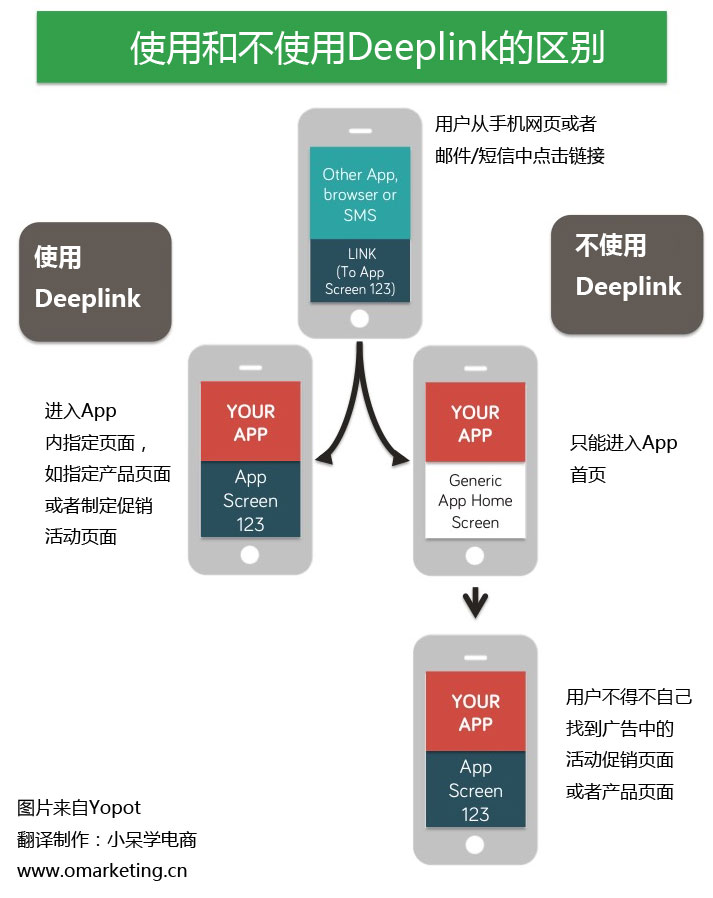 使用和不使用Deeplink的区别
用户从手机网页或者
邮件/短信中点击链接
Other App,
browser or
SMS
LINK
(To App
Screen 123)
使用
Deeplink
不使用
Deeplink
进入App
内指定页面，
如指定产品页面
或者制定促销
活动页面
YOUR
APP
App
Screen
123
YOUR
APP
Generic
App Home
Screen
只能进入App
首页
YOUR
APP
App
Screen
123
用户不得不自己
找到广告中的
活动促销页面
或者产品页面
图片来自Yopot
翻译制作：小呆学电商
www.omarketing.cn